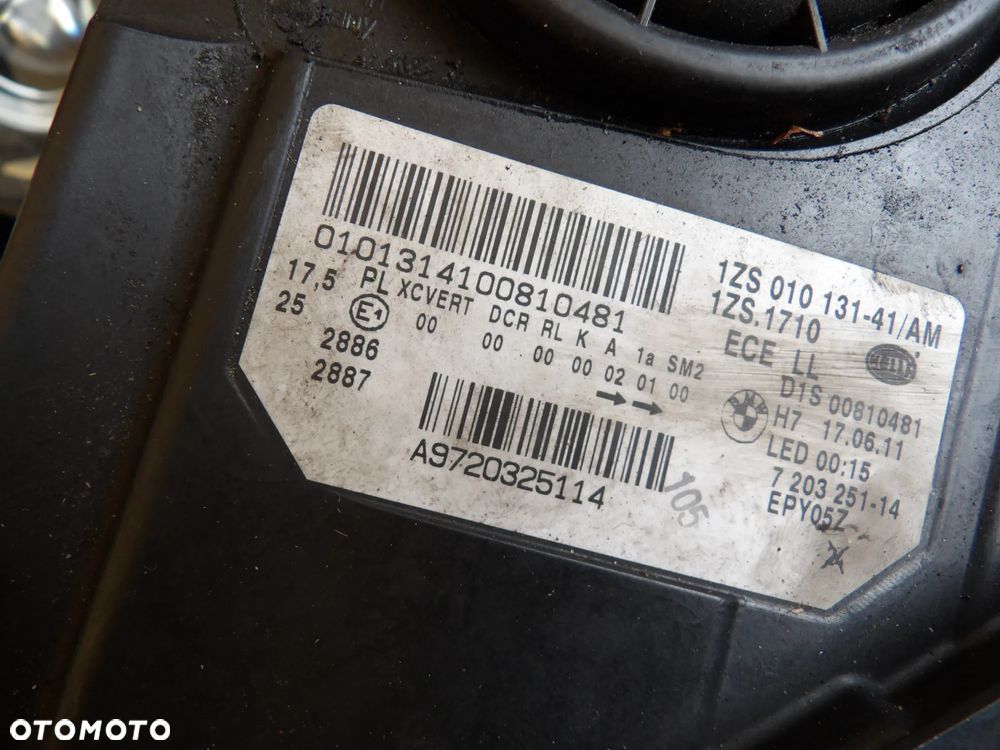 0101314100810481
17,5 PL XCVERT DCR RL K A 1a SM2
25 E1 00 00 00 00 02 01 00
2886
2887
A9720325114
105
1ZS 010 131-41/AM
1ZS.1710
ECE LL HELLA
D1S 00810481
BMW H7 17.06.11
LED 00:15
7 203 251-14
EPY05Z
OTOMOTO